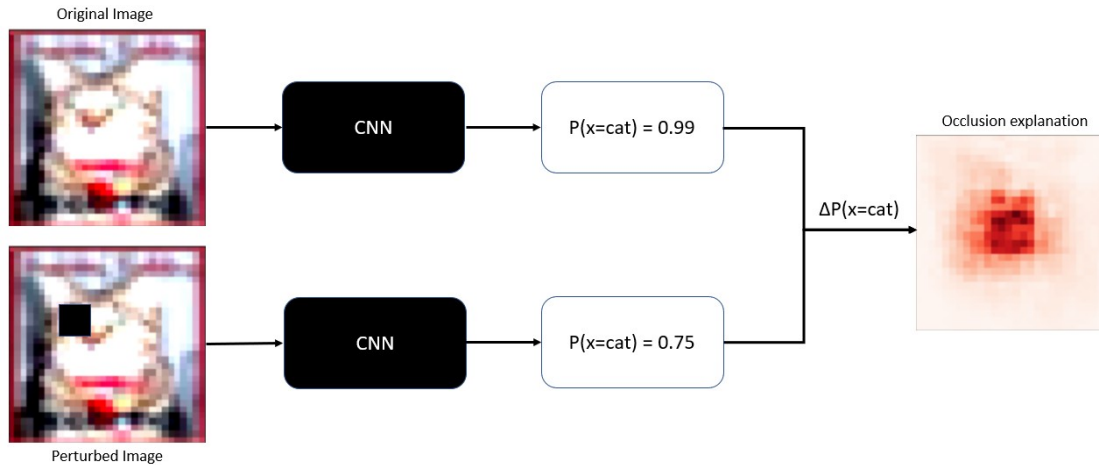 Original Image
CNN
P(x=cat) = 0.99
Occlusion explanation
ΔP(x=cat)
CNN
P(x=cat) = 0.75
Perturbed Image